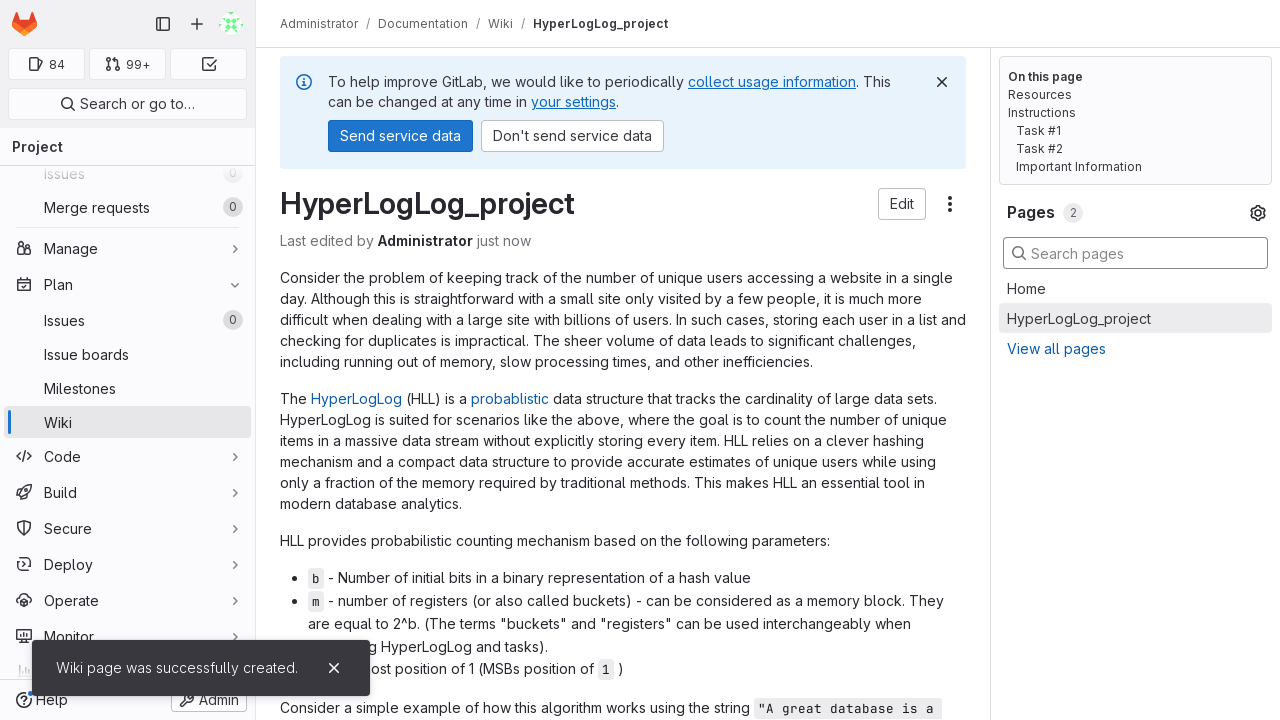 84
99+
Search or go to…
Project
Issues
0
Merge requests
0
Manage
Plan
Issues
0
Issue boards
Milestones
Wiki
Code
Build
Secure
Deploy
Operate
Monitor
Help
Admin
Administrator / Documentation / Wiki / HyperLogLog_project
To help improve GitLab, we would like to periodically collect usage information. This
can be changed at any time in your settings.
Send service data
Don't send service data
HyperLogLog_project
Edit
Last edited by Administrator just now
Consider the problem of keeping track of the number of unique users accessing a website in a single
day. Although this is straightforward with a small site only visited by a few people, it is much more
difficult when dealing with a large site with billions of users. In such cases, storing each user in a list and
checking for duplicates is impractical. The sheer volume of data leads to significant challenges,
including running out of memory, slow processing times, and other inefficiencies.
The HyperLogLog (HLL) is a probablistic data structure that tracks the cardinality of large data sets.
HyperLogLog is suited for scenarios like the above, where the goal is to count the number of unique
items in a massive data stream without explicitly storing every item. HLL relies on a clever hashing
mechanism and a compact data structure to provide accurate estimates of unique users while using
only a fraction of the memory required by traditional methods. This makes HLL an essential tool in
modern database analytics.
HLL provides probabilistic counting mechanism based on the following parameters:
b - Number of initial bits in a binary representation of a hash value
m - number of registers (or also called buckets) - can be considered as a memory block. They
are equal to 2^b. (The terms "buckets" and "registers" can be used interchangeably when
HyperLogLog and tasks).
position of 1 (MSBs position of 1 )
Consider a simple example of how this algorithm works using the string "A great database is a
Wiki page was successfully created.
On this page
Resources
Instructions
Task #1
Task #2
Important Information
Pages 2
Search pages
Home
HyperLogLog_project
View all pages